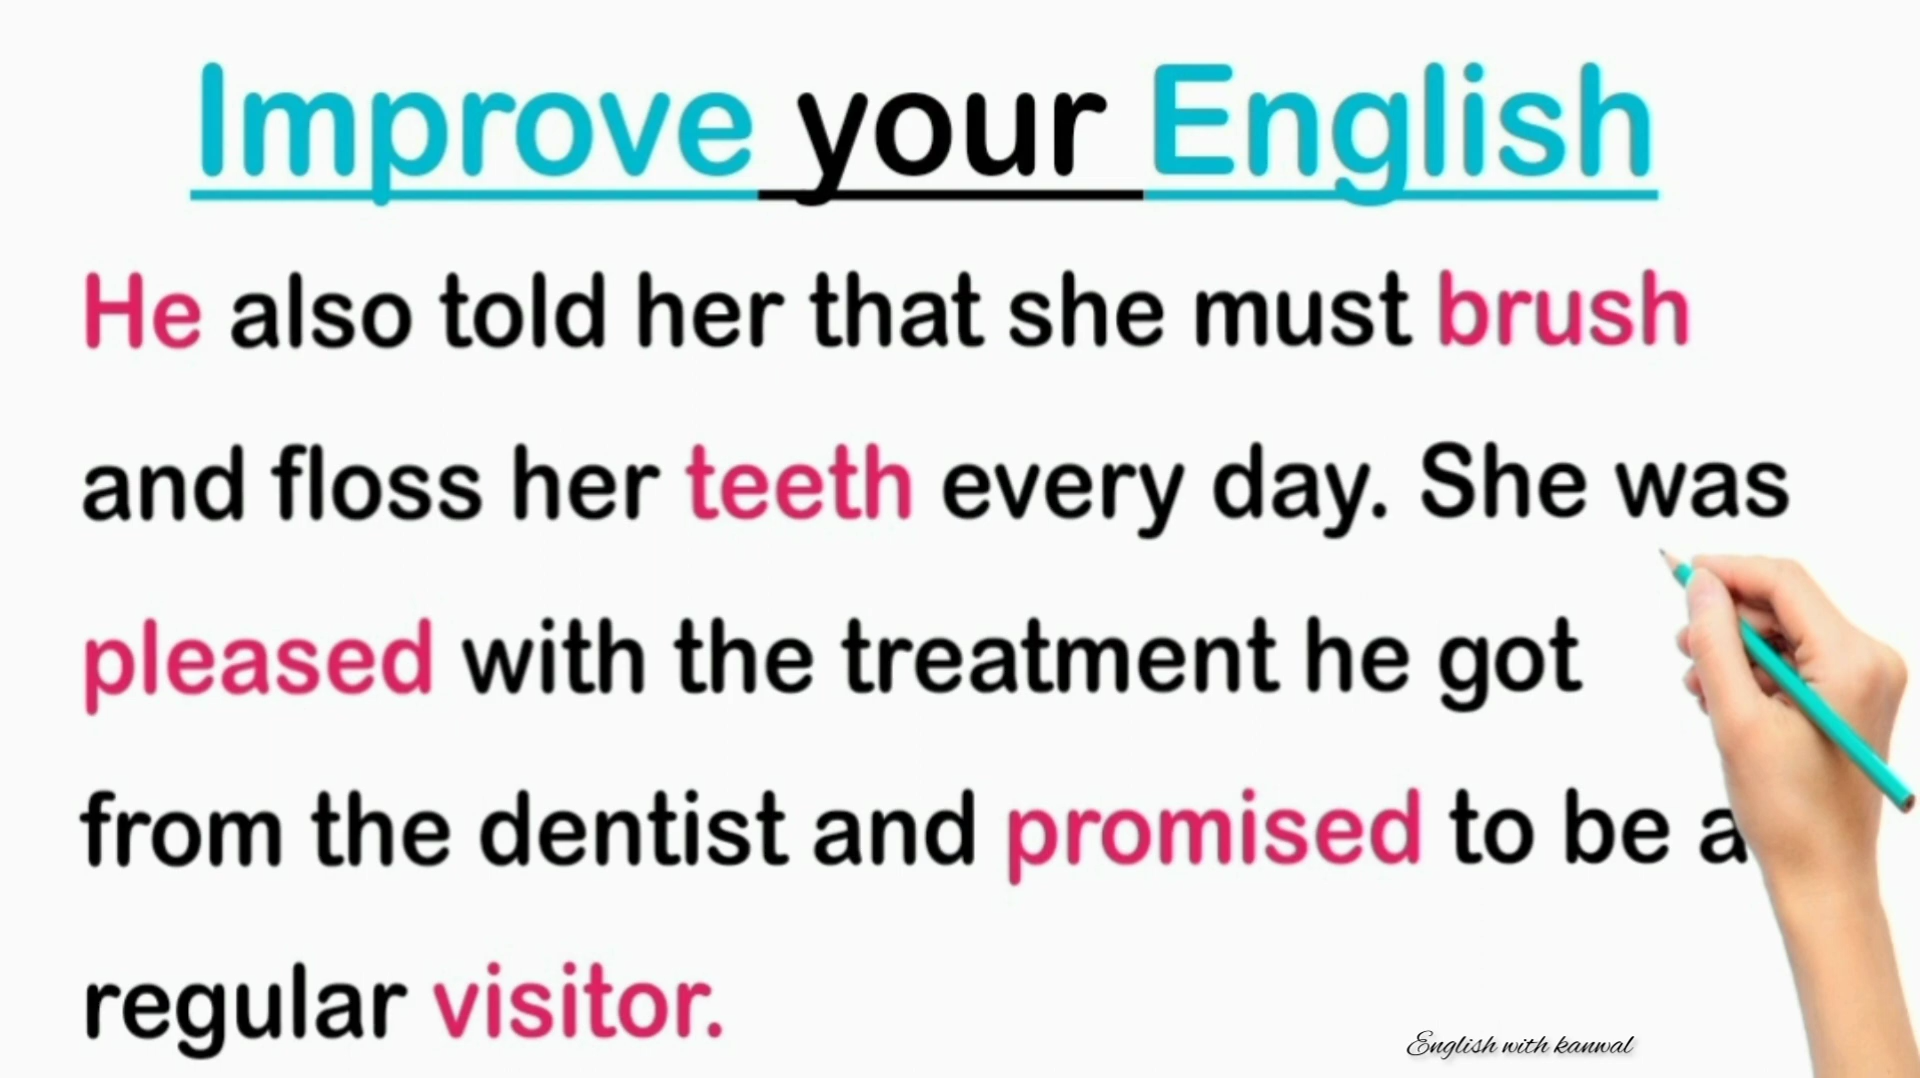 Improve your English
He also told her that she must brush
and floss her teeth every day. She was
pleased with the treatment he got
from the dentist and promised to be a
regular visitor.
English with kanwal